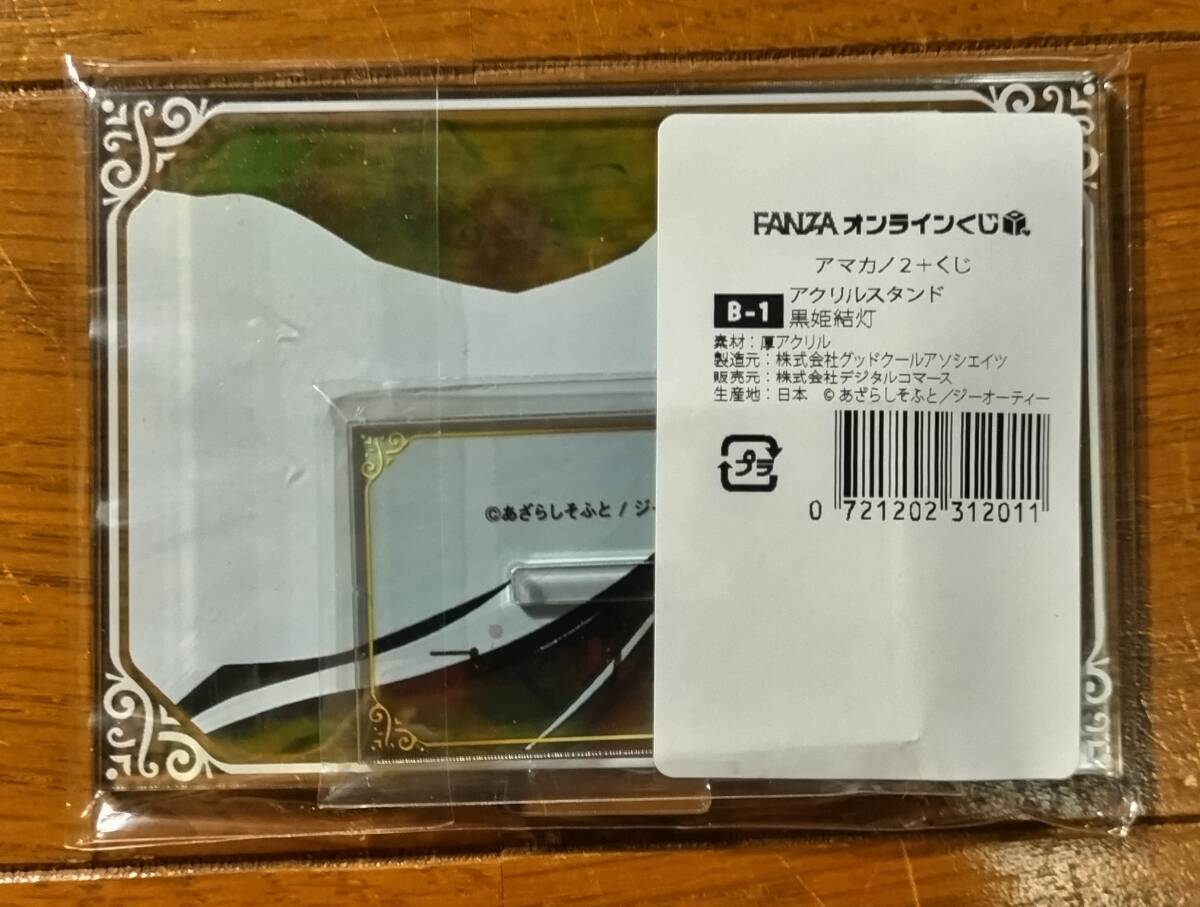 FANZA オンラインくじ
アマカノ2+くじ
B-1
アクリルスタンド
黒姫結灯
素材：厚アクリル
製造元：株式会社グッドクールアソシエイツ
販売元：株式会社デジタルコマース
生産地：日本 ©あざらしそふと/ジーオーティー
プラ
0 721202 312011
©あざらしそふと / ジー